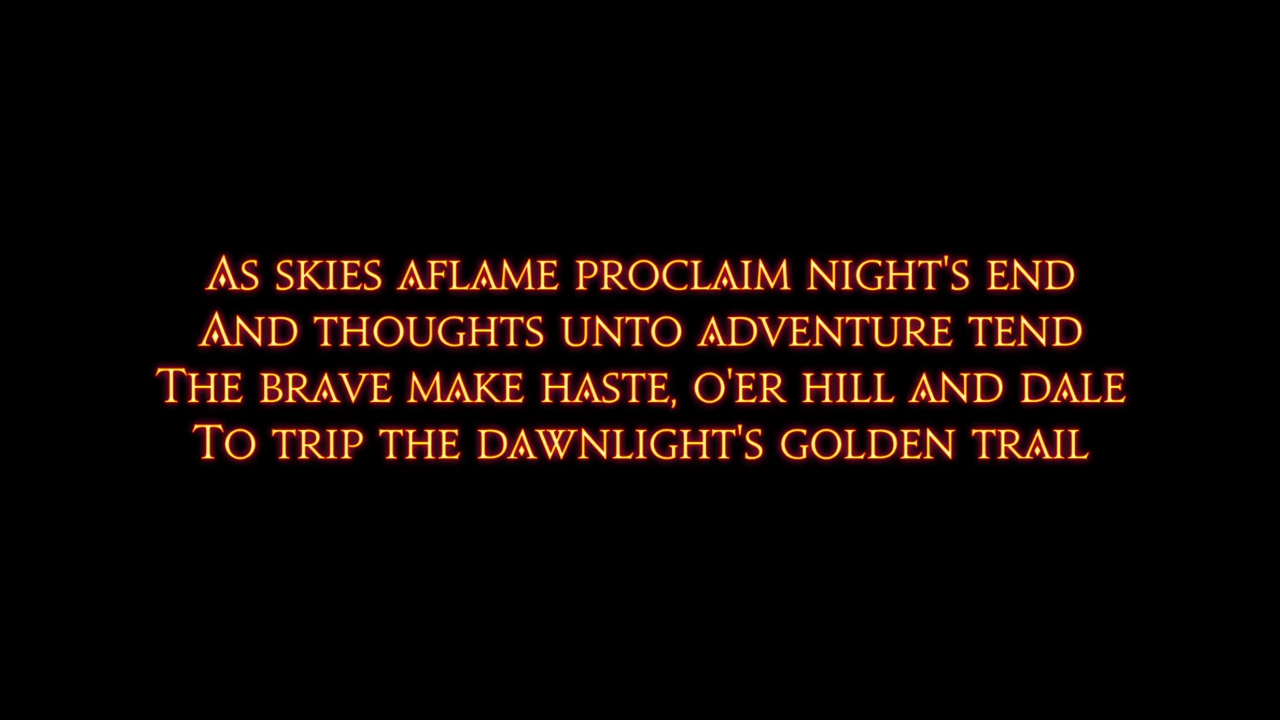 As skies aflame proclaim night's end
And thoughts unto adventure tend
The brave make haste, o'er hill and dale
To trip the dawnlight's golden trail